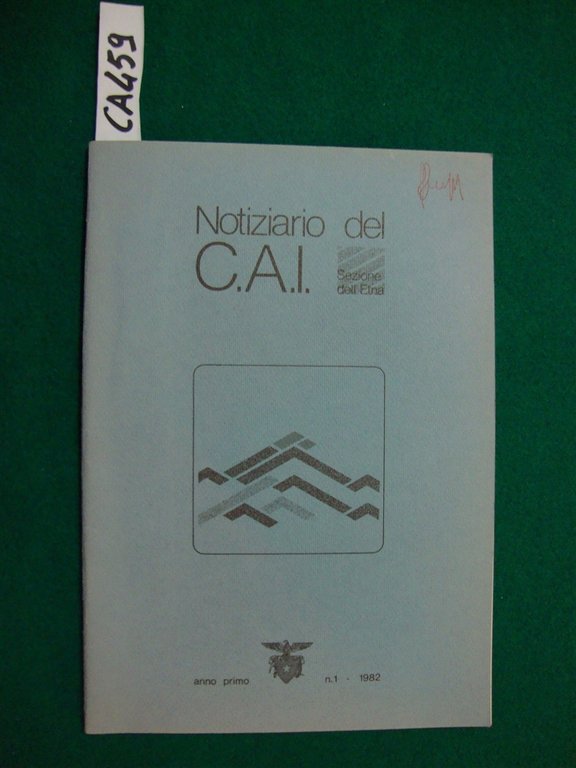 CA459
Notiziario del
C.A.I.
Sezione
dell'Etna
anno primo
n.1 - 1982